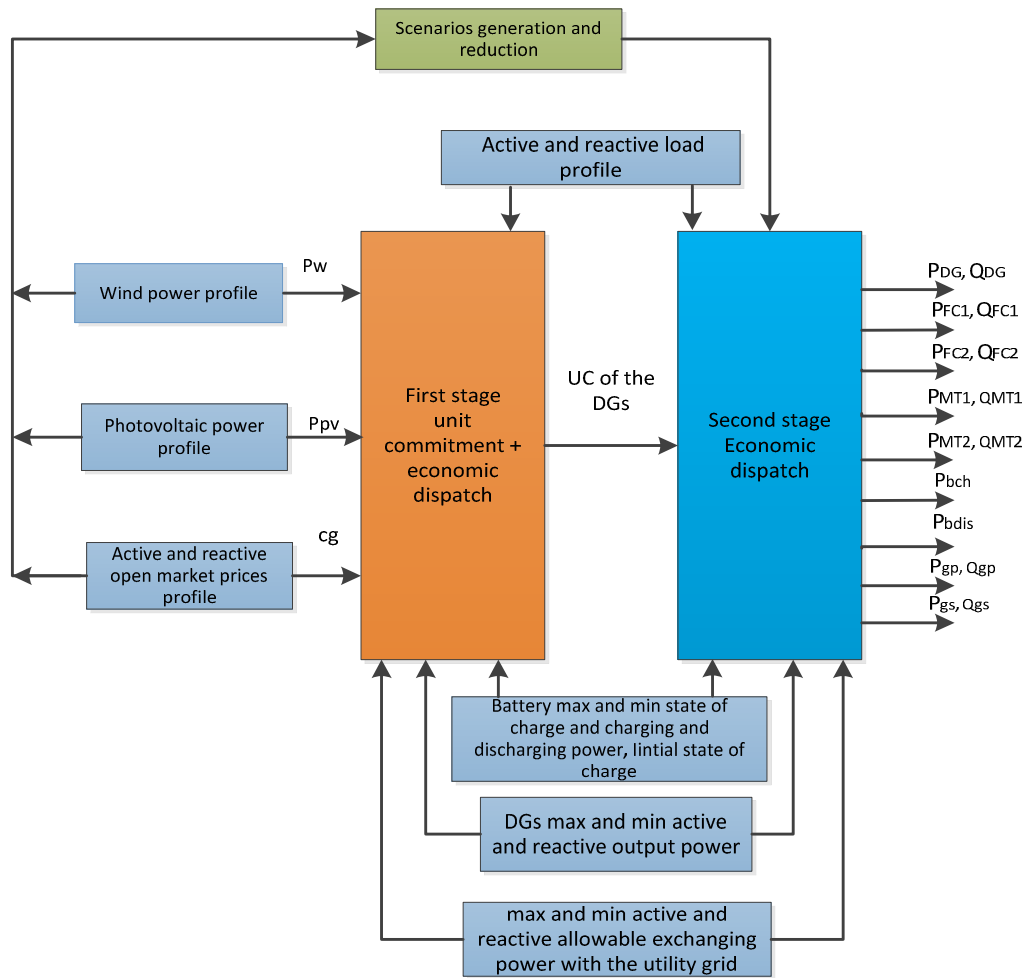 Scenarios generation and
reduction
Active and reactive load
profile
Wind power profile
Pw
Photovoltaic power
profile
Ppv
Active and reactive
open market prices
profile
cg
First stage
unit
commitment +
economic
dispatch
UC of the
DGs
Second stage
Economic
dispatch
PDG, QDG
PFC1, QFC1
PFC2, QFC2
PMT1, QMT1
PMT2, QMT2
Pbch
Pbdis
Pgp, Qgp
Pgs, Qgs
Battery max and min state of
charge and charging and
discharging power, Iintial state of
charge
DGs max and min active
and reactive output power
max and min active and
reactive allowable exchanging
power with the utility grid